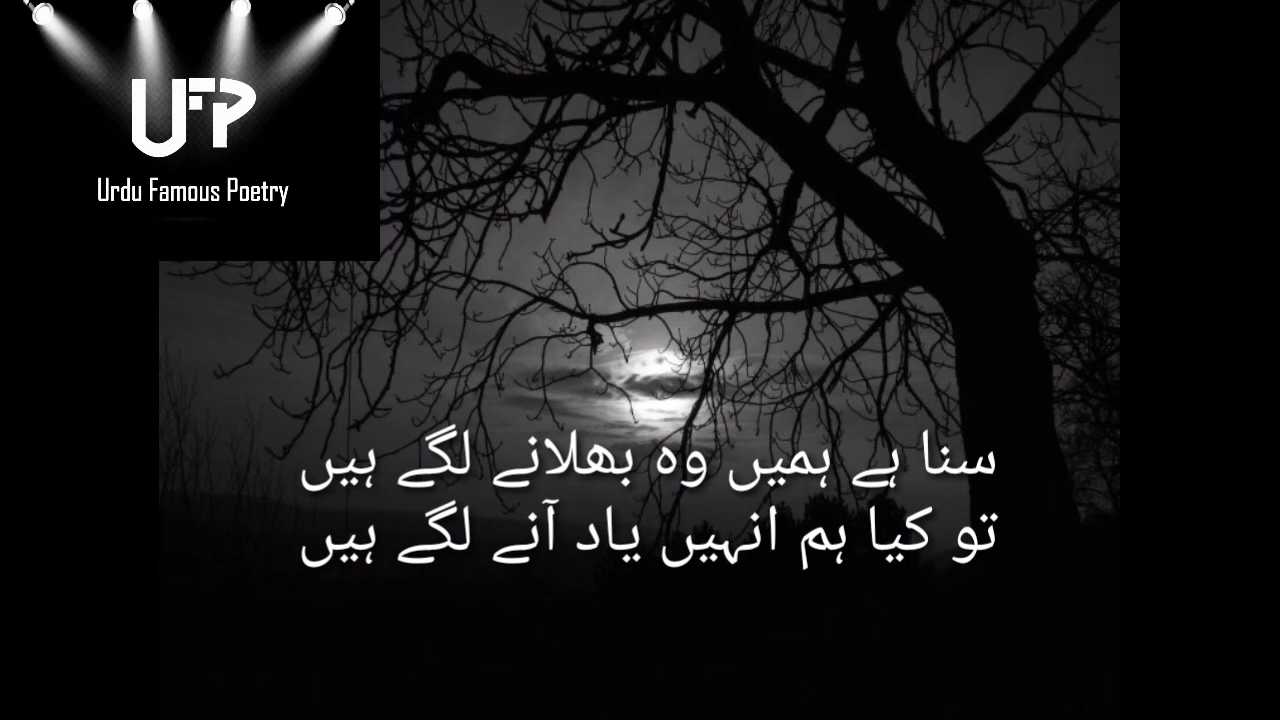 UFP
Urdu Famous Poetry
سنا ہے ہمیں وہ بھلانے لگے ہیں
تو کیا ہم انہیں یاد آنے لگے ہیں